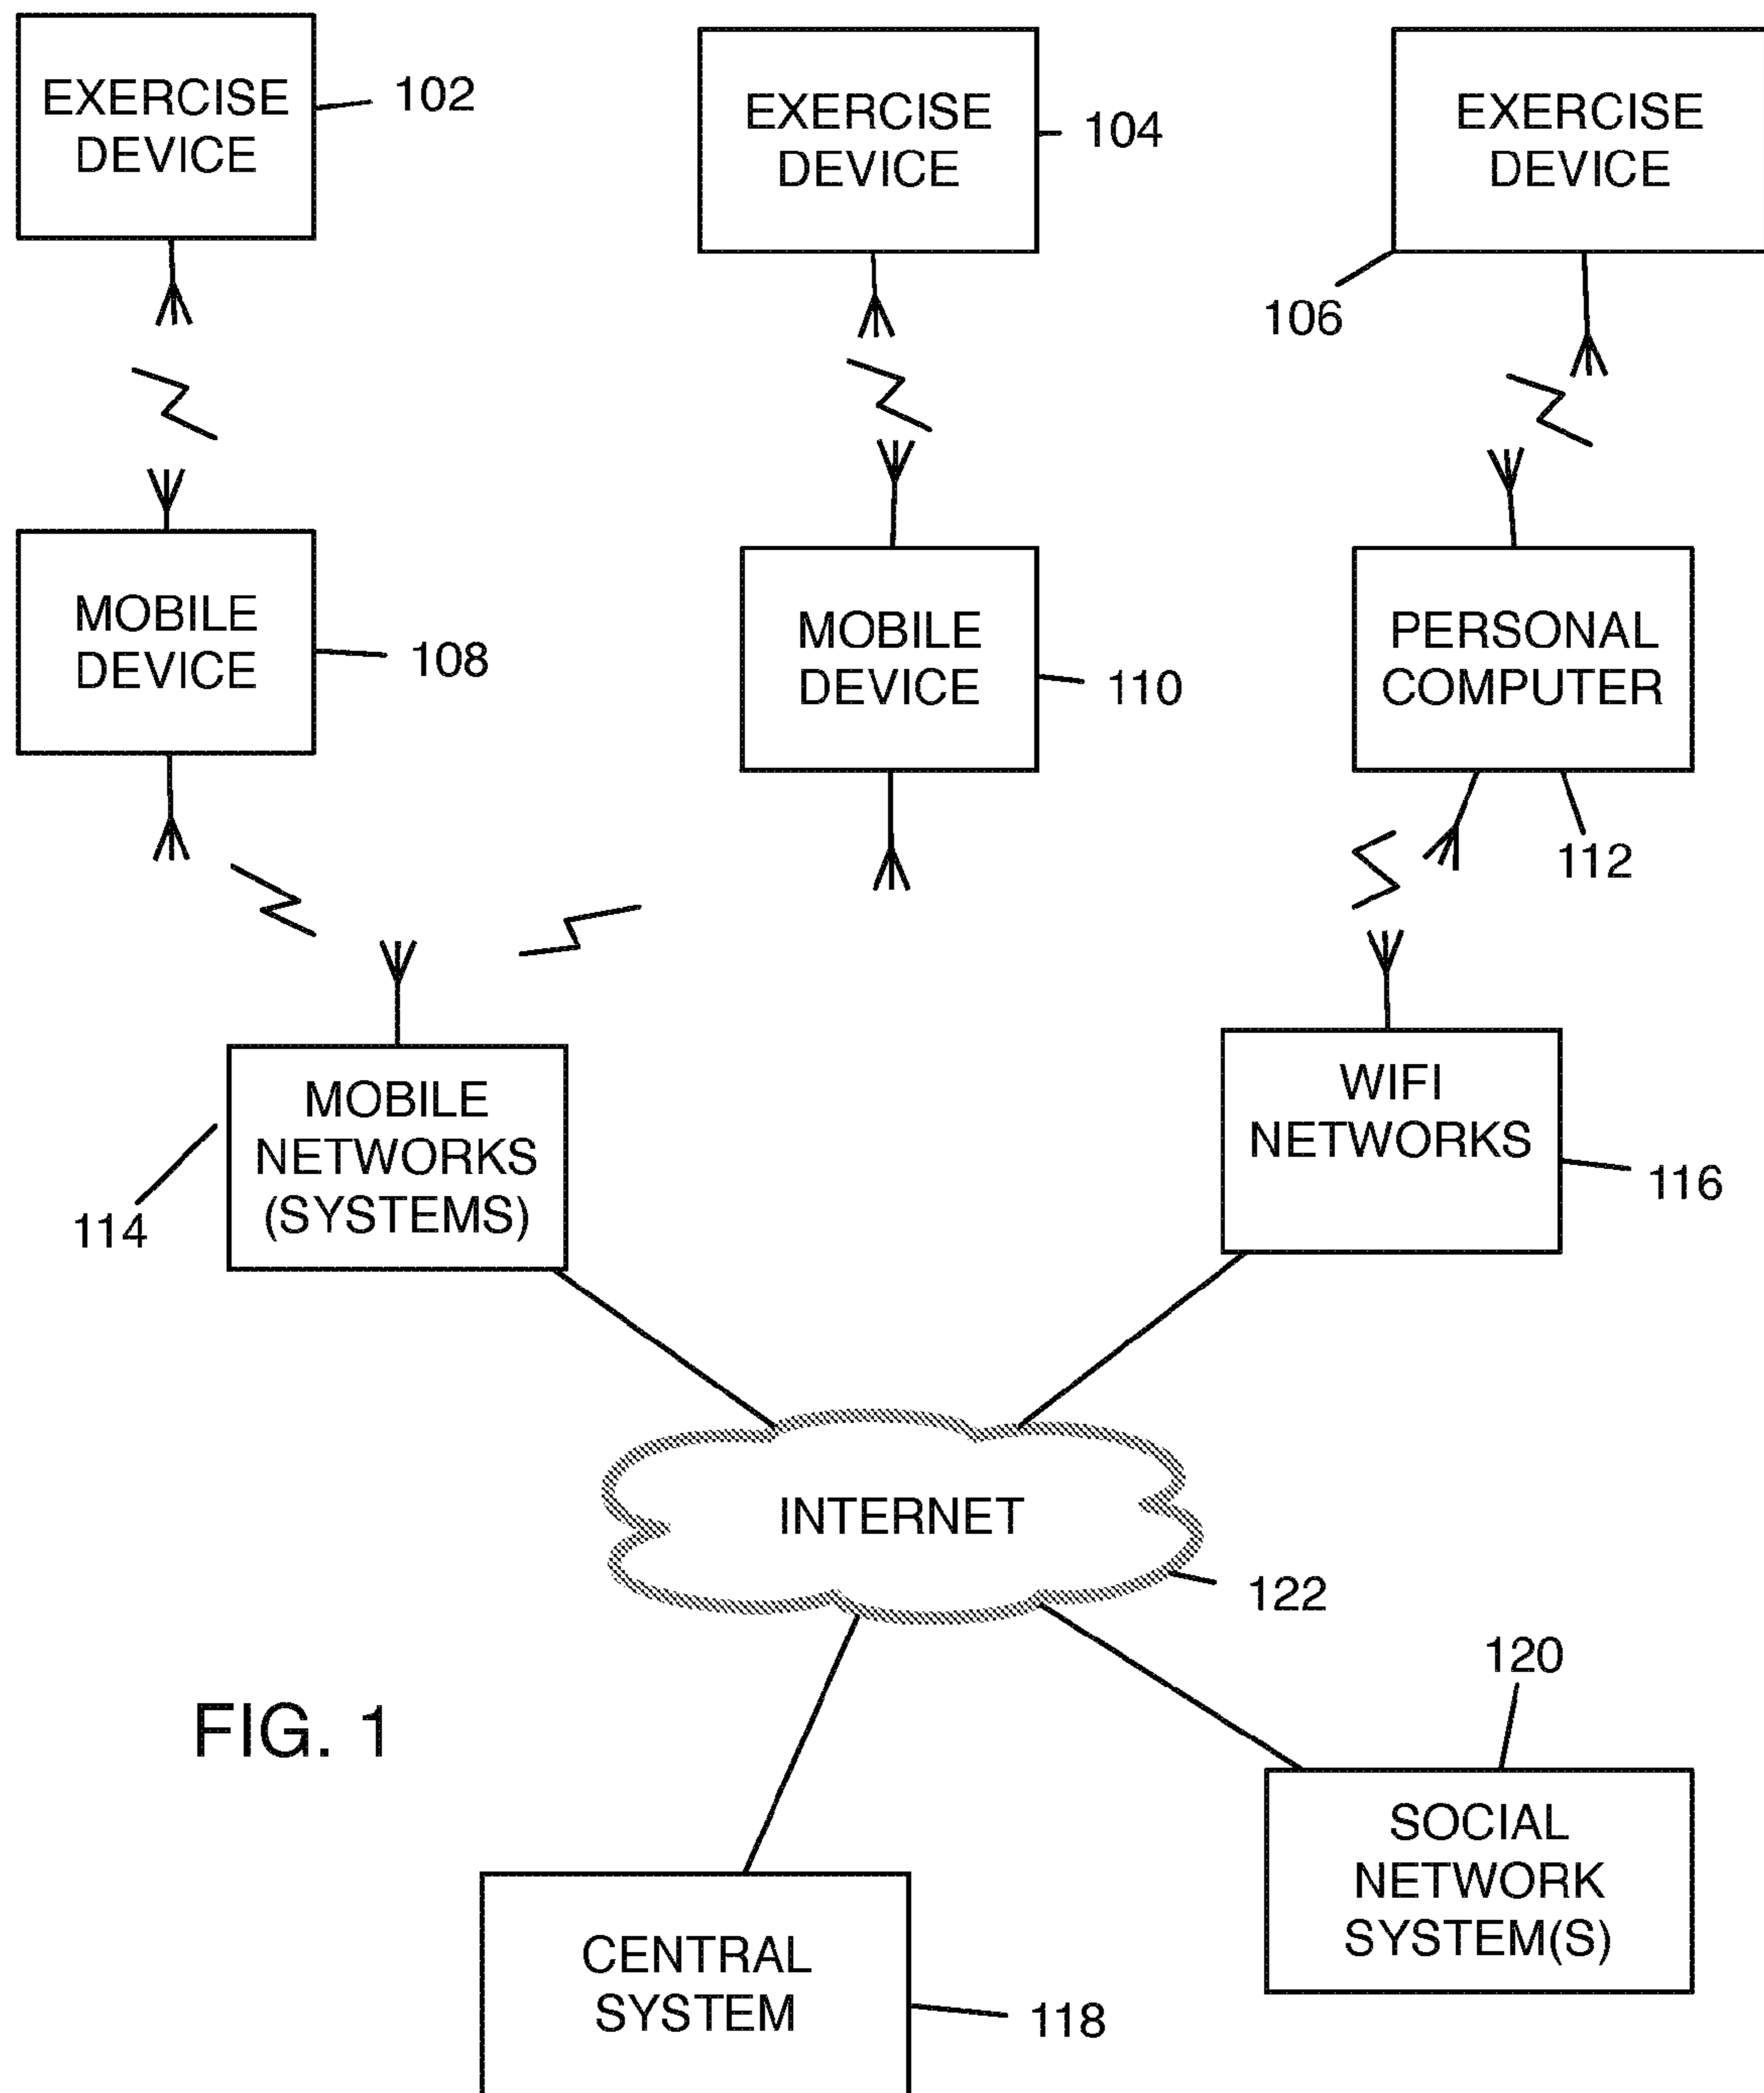 EXERCISE
DEVICE
102
EXERCISE
DEVICE
104
EXERCISE
DEVICE
106
MOBILE
DEVICE
108
MOBILE
DEVICE
110
PERSONAL
COMPUTER
112
MOBILE
NETWORKS
(SYSTEMS)
114
WIFI
NETWORKS
116
INTERNET
122
120
FIG. 1
SOCIAL
NETWORK
SYSTEM(S)
CENTRAL
SYSTEM
118